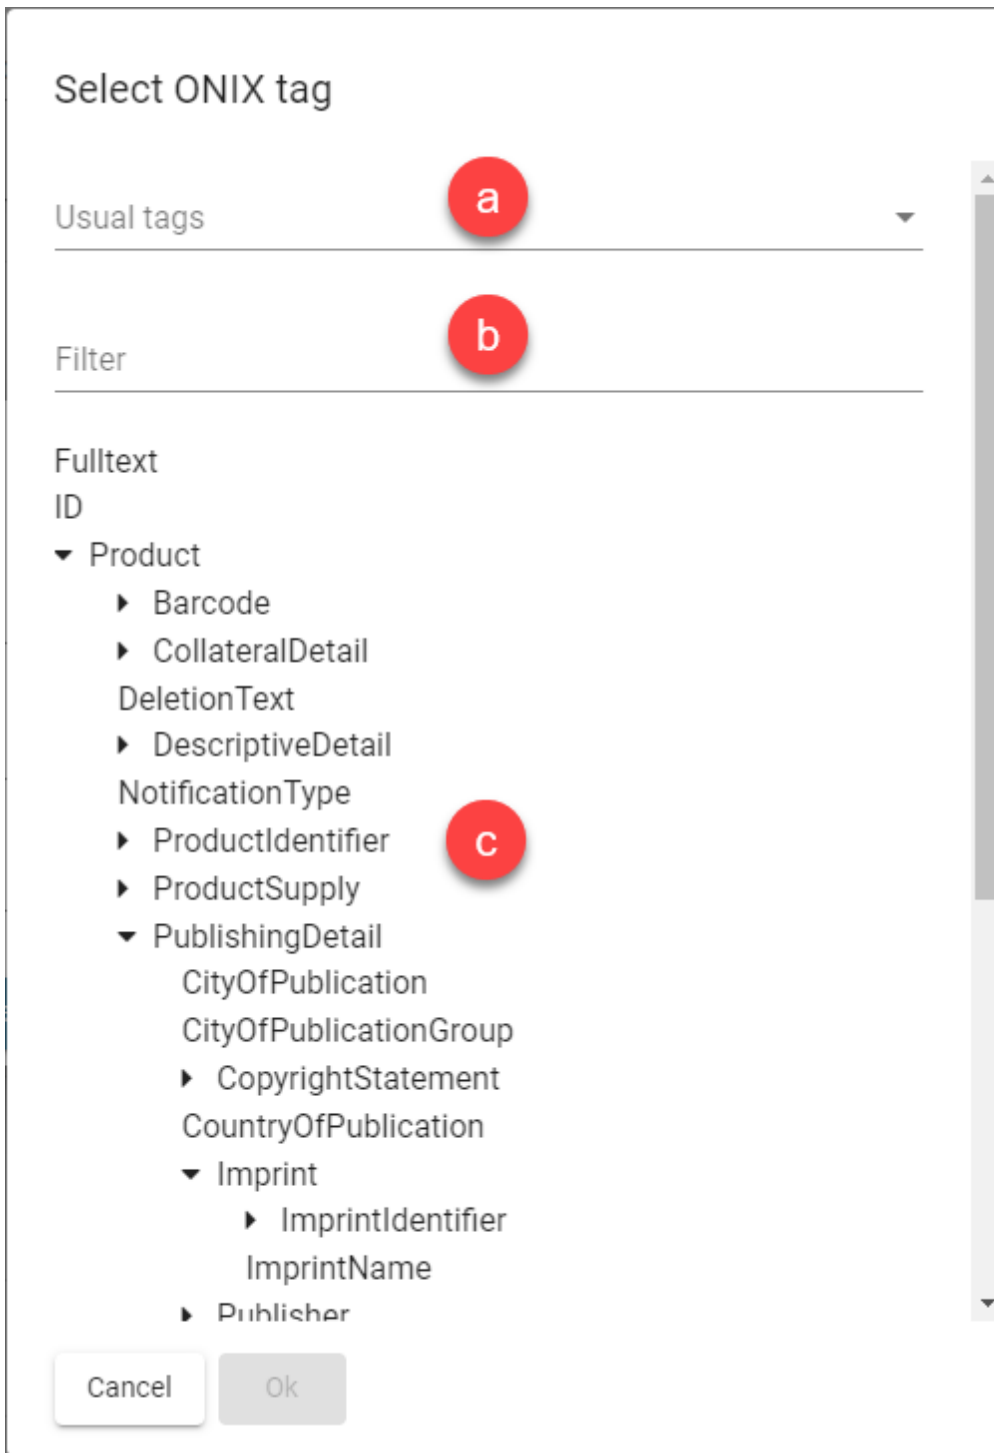 Select ONIX tag
a
Usual tags
b
Filter
Fulltext
ID
Product
Barcode
CollateralDetail
DeletionText
DescriptiveDetail
NotificationType
ProductIdentifier
c
ProductSupply
PublishingDetail
CityOfPublication
CityOfPublicationGroup
CopyrightStatement
CountryOfPublication
Imprint
ImprintIdentifier
ImprintName
Publisher
Cancel
Ok